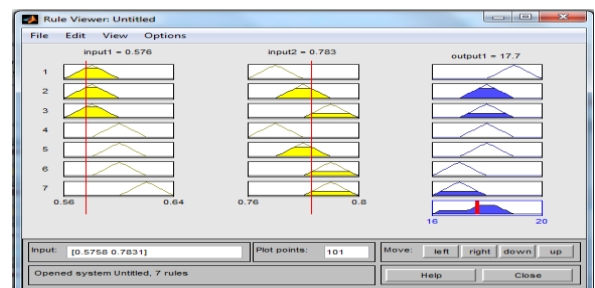 Rule Viewer: Untitled
File Edit View Options
input1 = 0.576 input2 = 0.783 output1 = 17.7
1
2
3
4
5
6
7
0.56 0.64 0.76 0.8
16 20
Input: [0.5758 0.7831] Plot points: 101 Move: left right down up
Opened system Untitled, 7 rules Help Close